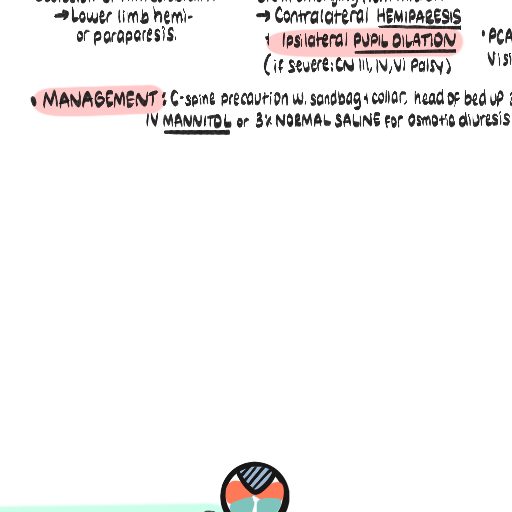 →Lower limb hemi-
or paraparesis.
→ Contralateral HEMIPARESIS
Ipsilateral PUPIL DILATION
(if severe: CN III, IV, VI Palsy)
• PCA
• MANAGEMENT: C-spine precaution w. sandbag + collar, head of bed up
IV MANNITOL or 3% NORMAL SALINE for osmotic diuresis